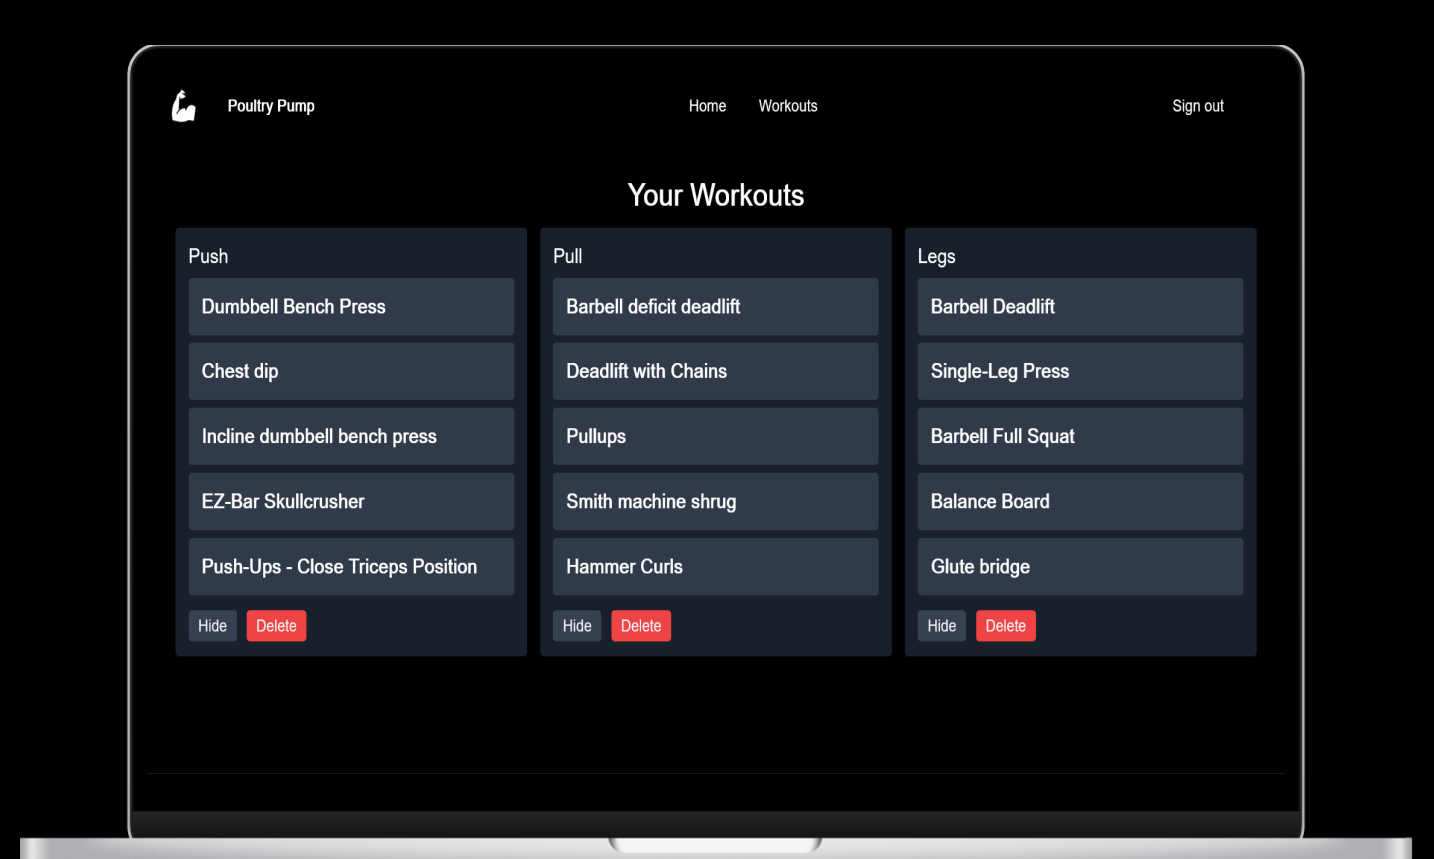 Poultry Pump
Home
Workouts
Sign out
Your Workouts
Push
Dumbbell Bench Press
Chest dip
Incline dumbbell bench press
EZ-Bar Skullcrusher
Push-Ups - Close Triceps Position
Hide
Delete
Pull
Barbell deficit deadlift
Deadlift with Chains
Pullups
Smith machine shrug
Hammer Curls
Hide
Delete
Legs
Barbell Deadlift
Single-Leg Press
Barbell Full Squat
Balance Board
Glute bridge
Hide
Delete